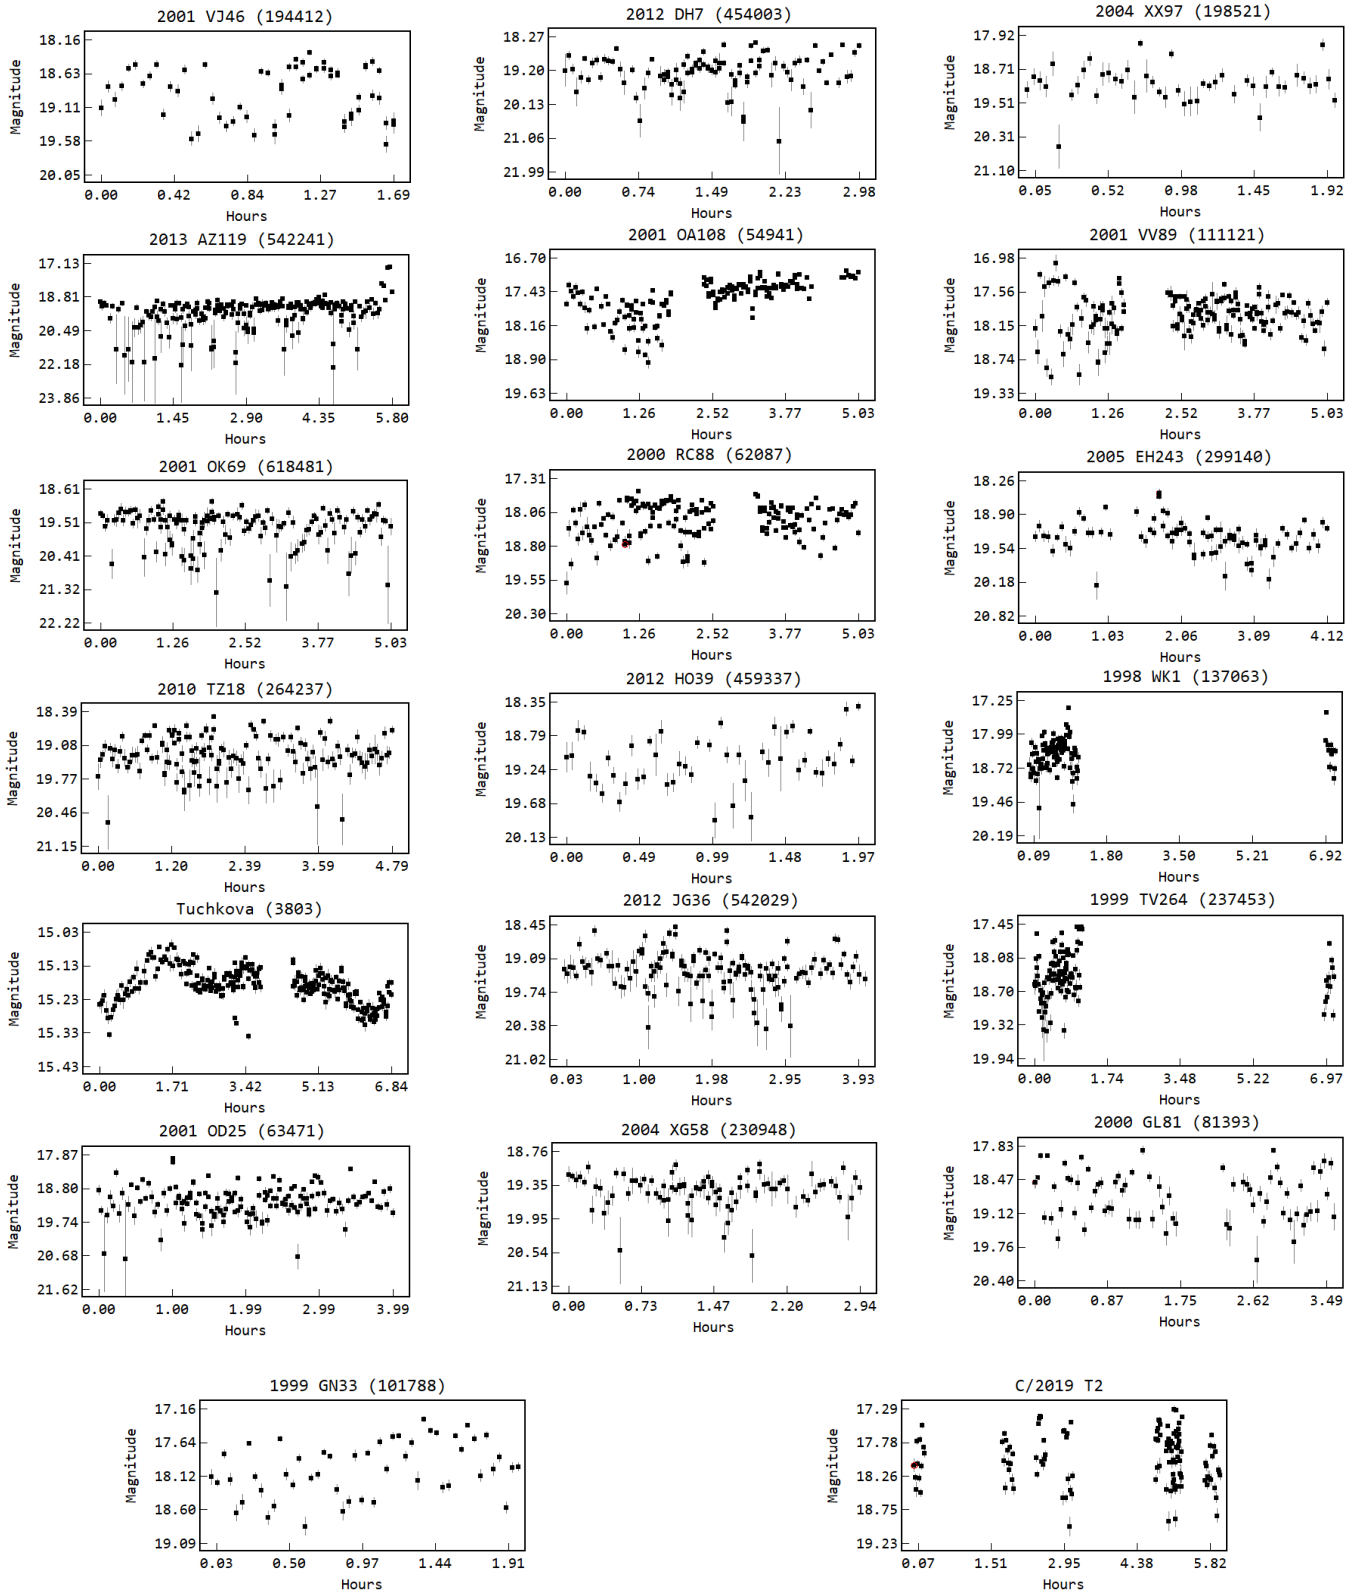 2001 VJ46 (194412)
18.16
18.63
19.11
19.58
20.05
Magnitude
0.00 0.42 0.84 1.27 1.69
Hours
2012 DH7 (454003)
18.27
19.20
20.13
21.06
21.99
Magnitude
0.00 0.74 1.49 2.23 2.98
Hours
2004 XX97 (198521)
17.92
18.71
19.51
20.31
21.10
Magnitude
0.05 0.52 0.98 1.45 1.92
Hours
2013 AZ119 (542241)
17.13
18.81
20.49
22.18
23.86
Magnitude
0.00 1.45 2.90 4.35 5.80
Hours
2001 OA108 (54941)
16.70
17.43
18.16
18.90
19.63
Magnitude
0.00 1.26 2.52 3.77 5.03
Hours
2001 VV89 (111121)
16.98
17.56
18.15
18.74
19.33
Magnitude
0.00 1.26 2.52 3.77 5.03
Hours
2001 OK69 (618481)
18.61
19.51
20.41
21.32
22.22
Magnitude
0.00 1.26 2.52 3.77 5.03
Hours
2000 RC88 (62087)
17.31
18.06
18.80
19.55
20.30
Magnitude
0.00 1.26 2.52 3.77 5.03
Hours
2005 EH243 (299140)
18.26
18.90
19.54
20.18
20.82
Magnitude
0.00 1.03 2.06 3.09 4.12
Hours
2010 TZ18 (264237)
18.39
19.08
19.77
20.46
21.15
Magnitude
0.00 1.20 2.39 3.59 4.79
Hours
2012 HO39 (459337)
18.35
18.79
19.24
19.68
20.13
Magnitude
0.00 0.49 0.99 1.48 1.97
Hours
1998 WK1 (137063)
17.25
17.99
18.72
19.46
20.19
Magnitude
0.09 1.80 3.50 5.21 6.92
Hours
Tuchkova (3803)
15.03
15.13
15.23
15.33
15.43
Magnitude
0.00 1.71 3.42 5.13 6.84
Hours
2012 JG36 (542029)
18.45
19.09
19.74
20.38
21.02
Magnitude
0.03 1.00 1.98 2.95 3.93
Hours
1999 TV264 (237453)
17.45
18.08
18.70
19.32
19.94
Magnitude
0.00 1.74 3.48 5.22 6.97
Hours
2001 OD25 (63471)
17.87
18.80
19.74
20.68
21.62
Magnitude
0.00 1.00 1.99 2.99 3.99
Hours
2004 XG58 (230948)
18.76
19.35
19.95
20.54
21.13
Magnitude
0.00 0.73 1.47 2.20 2.94
Hours
2000 GL81 (81393)
17.83
18.47
19.12
19.76
20.40
Magnitude
0.00 0.87 1.75 2.62 3.49
Hours
1999 GN33 (101788)
17.16
17.64
18.12
18.60
19.09
Magnitude
0.03 0.50 0.97 1.44 1.91
Hours
C/2019 T2
17.29
17.78
18.26
18.75
19.23
Magnitude
0.07 1.51 2.95 4.38 5.82
Hours